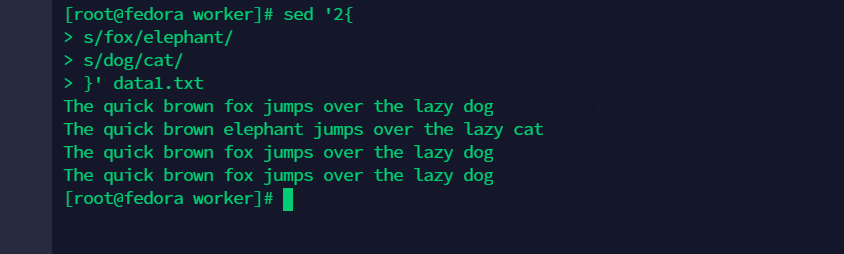 [root@fedora worker]# sed '2{
> s/fox/elephant/
> s/dog/cat/
> }' data1.txt
The quick brown fox jumps over the lazy dog
The quick brown elephant jumps over the lazy cat
The quick brown fox jumps over the lazy dog
The quick brown fox jumps over the lazy dog
[root@fedora worker]#